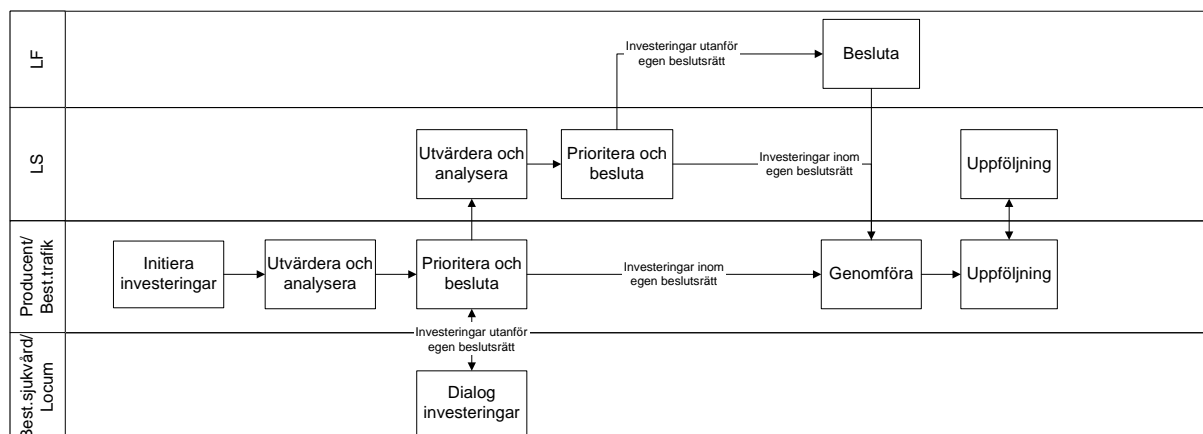 LF
Investeringar utanför
egen beslutsrätt
Besluta
LS
Utvärdera och
analysera
Prioritera och
besluta
Investeringar inom
egen beslutsrätt
Uppföljning
Producent/
Best.trafik
Initiera
investeringar
Utvärdera och
analysera
Prioritera och
besluta
Investeringar inom
egen beslutsrätt
Genomföra
Uppföljning
Best.sjukvård/
Locum
Investeringar utanför
egen beslutsrätt
Dialog
investeringar